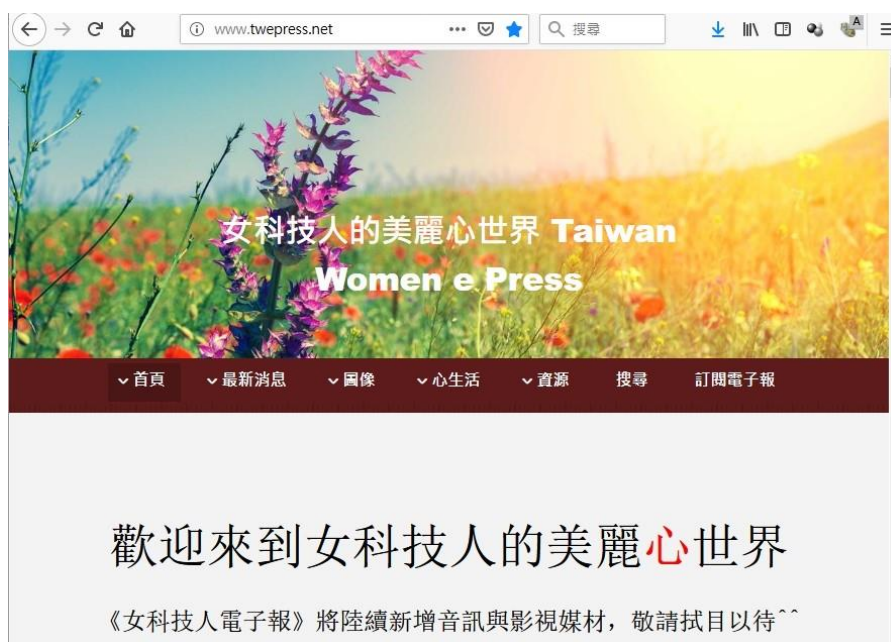 www.twepress.net
搜尋
A
女科技人的美麗心世界 Taiwan
Women e Press
首頁 最新消息 圖像 心生活 資源 搜尋 訂閱電子報
歡迎來到女科技人的美麗心世界
《女科技人電子報》將陸續新增音訊與影視媒材，敬請拭目以待^^